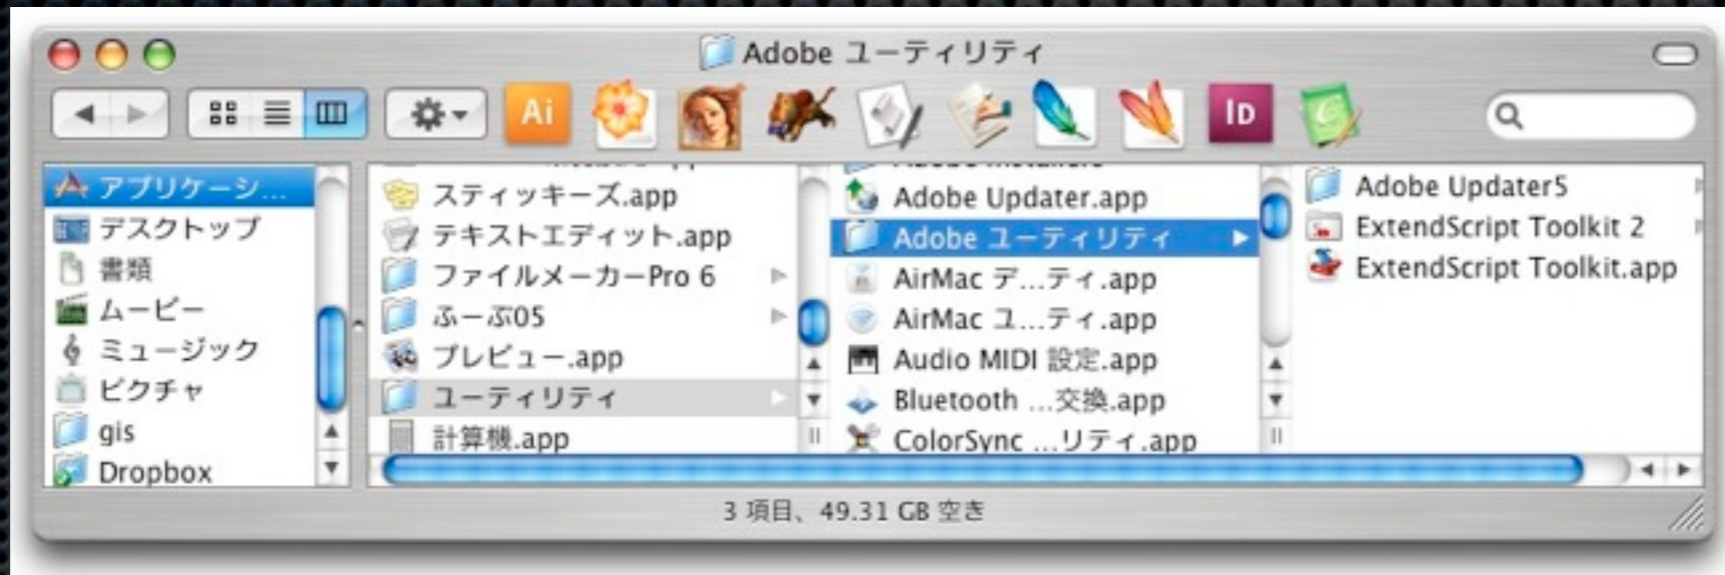 Adobe ユーティリティ
Ai
ID
アプリケーシ...
デスクトップ
書類
ムービー
ミュージック
ピクチャ
gis
Dropbox
スティッキーズ.app
テキストエディット.app
ファイルメーカーPro 6
ふーぶ05
プレビュー.app
ユーティリティ
計算機.app
Adobe Installers
Adobe Updater.app
Adobe ユーティリティ
AirMac デ...ティ.app
AirMac ユ...ティ.app
Audio MIDI 設定.app
Bluetooth ...交換.app
ColorSync ...リティ.app
Adobe Updater5
ExtendScript Toolkit 2
ExtendScript Toolkit.app
3 項目、49.31 GB 空き